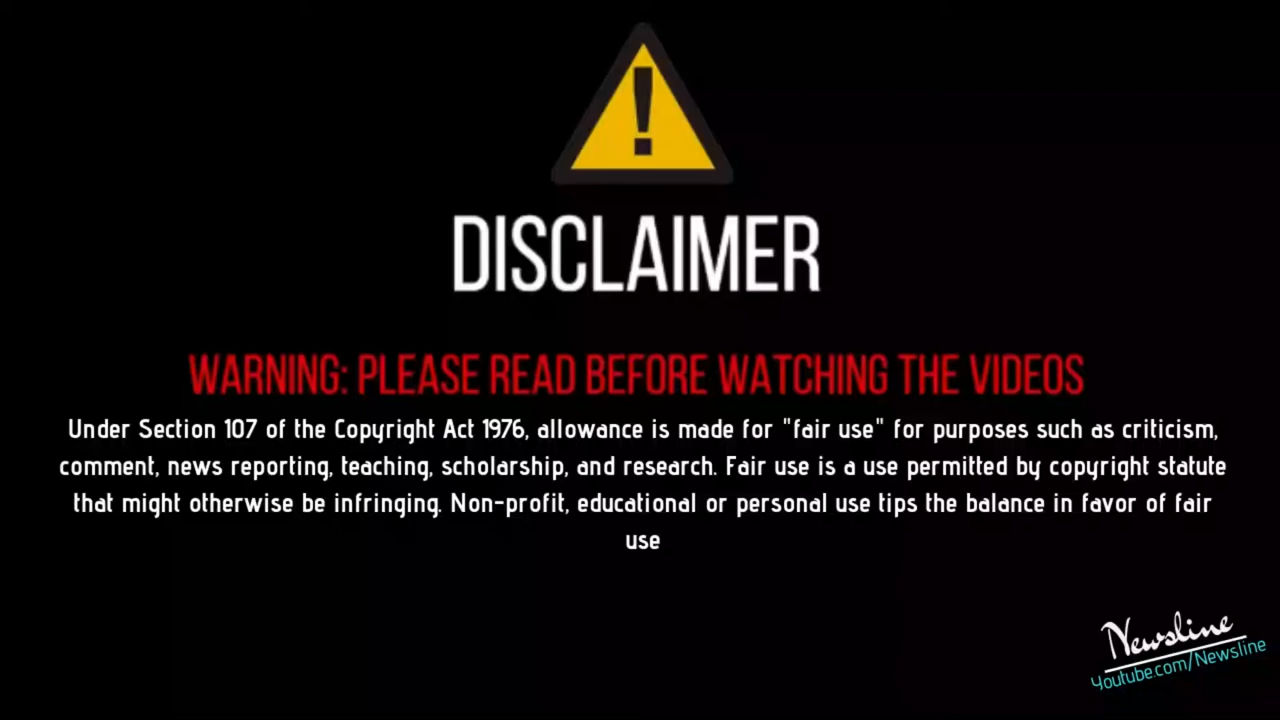 DISCLAIMER
WARNING: PLEASE READ BEFORE WATCHING THE VIDEOS
Under Section 107 of the Copyright Act 1976, allowance is made for "fair use" for purposes such as criticism,
comment, news reporting, teaching, scholarship, and research. Fair use is a use permitted by copyright statute
that might otherwise be infringing. Non-profit, educational or personal use tips the balance in favor of fair
use
Newsline
Youtube.com/Newsline